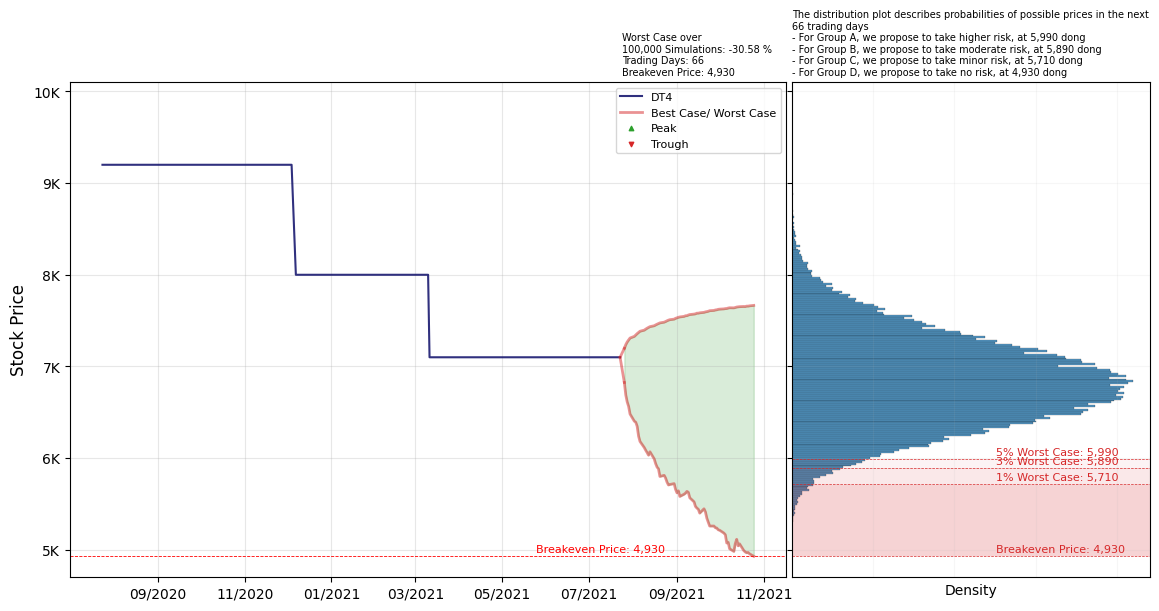 The distribution plot describes probabilities of possible prices in the next
66 trading days
- For Group A, we propose to take higher risk, at 5,990 dong
- For Group B, we propose to take moderate risk, at 5,890 dong
- For Group C, we propose to take minor risk, at 5,710 dong
- For Group D, we propose to take no risk, at 4,930 dong
Worst Case over
100,000 Simulations: -30.58 %
Trading Days: 66
Breakeven Price: 4,930
DT4
Best Case/ Worst Case
Peak
Trough
Stock Price
10K
9K
8K
7K
6K
5K
Breakeven Price: 4,930
09/2020
11/2020
01/2021
03/2021
05/2021
07/2021
09/2021
11/2021
5% Worst Case: 5,990
3% Worst Case: 5,890
1% Worst Case: 5,710
Breakeven Price: 4,930
Density